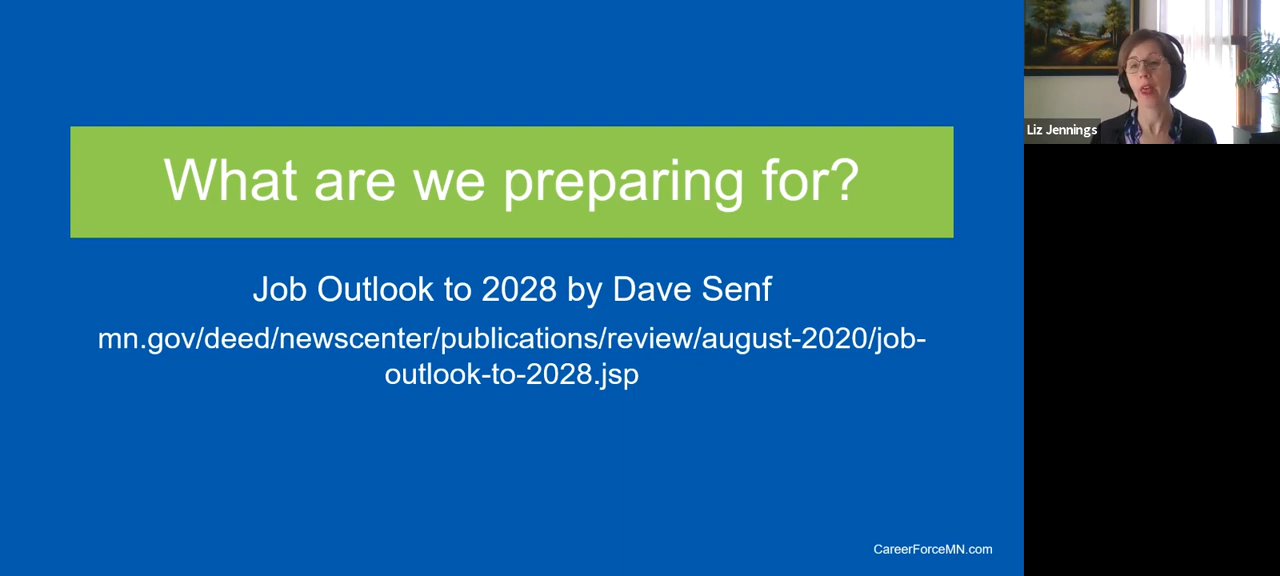 What are we preparing for?
Job Outlook to 2028 by Dave Senf
mn.gov/deed/newscenter/publications/review/august-2020/job-
outlook-to-2028.jsp
CareerForceMN.com
Liz Jennings